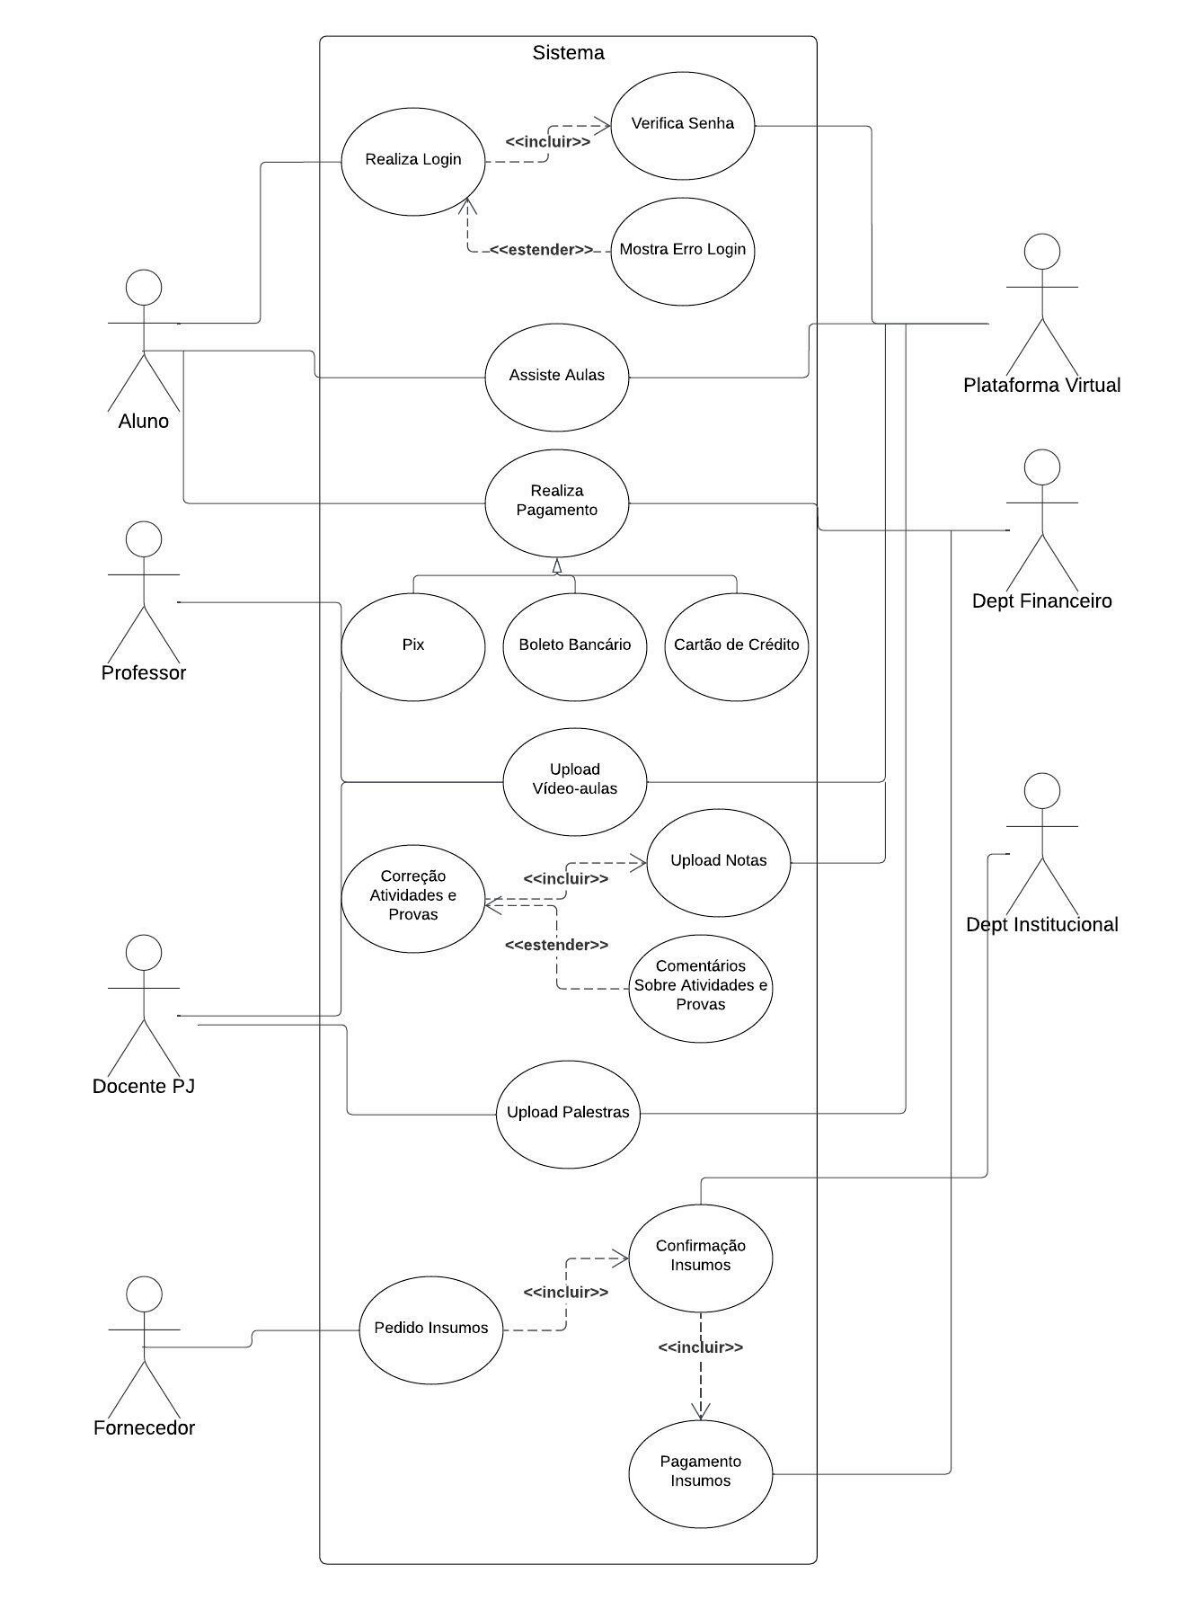 Sistema
Verifica Senha
<<incluir>>
Realiza Login
<<estender>>
Mostra Erro Login
Assiste Aulas
Plataforma Virtual
Aluno
Realiza
Pagamento
Dept Financeiro
Pix
Boleto Bancário
Cartão de Crédito
Professor
Upload
Vídeo-aulas
Upload Notas
<<incluir>>
Correção
Atividades e
Provas
Dept Institucional
<<estender>>
Comentários
Sobre Atividades e
Provas
Docente PJ
Upload Palestras
Confirmação
Insumos
<<incluir>>
Pedido Insumos
<<incluir>>
Fornecedor
Pagamento
Insumos